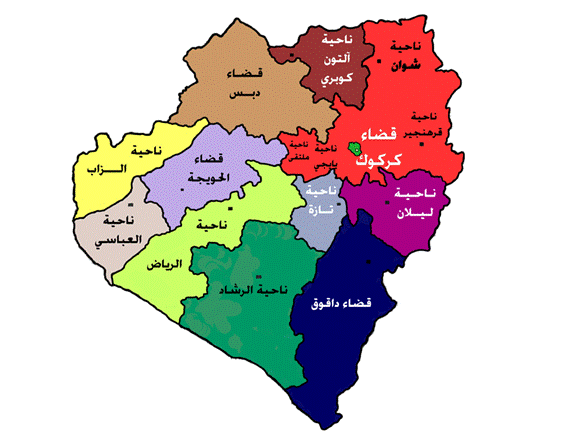 ناحية
ألتون
كوبري
ناحية
شوان
قضاء
دبس
ناحية
قرهنجير
قضاء
كركوك
ناحية
ملتقى
ناحية
يايجي
ناحية
الزاب
قضاء
الحويجة
ناحية
تازة
ناحية
ليلان
ناحية
العباسي
ناحية
الرياض
ناحية الرشاد
قضاء داقوق